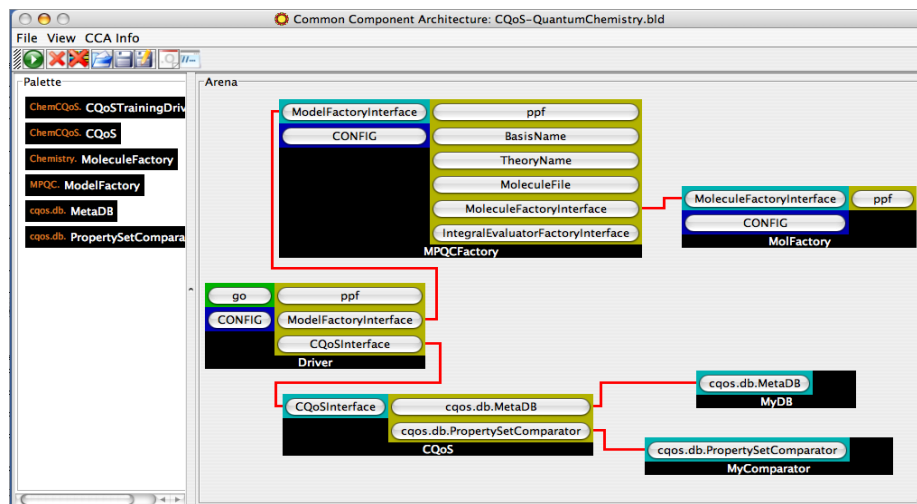 Common Component Architecture: CQoS-QuantumChemistry.bld
File View CCA Info
Palette
Arena
ChemCQoS. CQoSTrainingDriv
ChemCQoS. CQoS
Chemistry. MoleculeFactory
MPQC. ModelFactory
cqos.db. MetaDB
cqos.db. PropertySetCompara
ModelFactoryInterface
CONFIG
ppf
BasisName
TheoryName
MoleculeFile
MoleculeFactoryInterface
IntegralEvaluatorFactoryInterface
MPQCFactory
MoleculeFactoryInterface
ppf
CONFIG
MolFactory
go
ppf
CONFIG
ModelFactoryInterface
CQoSInterface
Driver
CQoSInterface
cqos.db.MetaDB
cqos.db.PropertySetComparator
CQoS
cqos.db.MetaDB
MyDB
cqos.db.PropertySetComparator
MyComparator